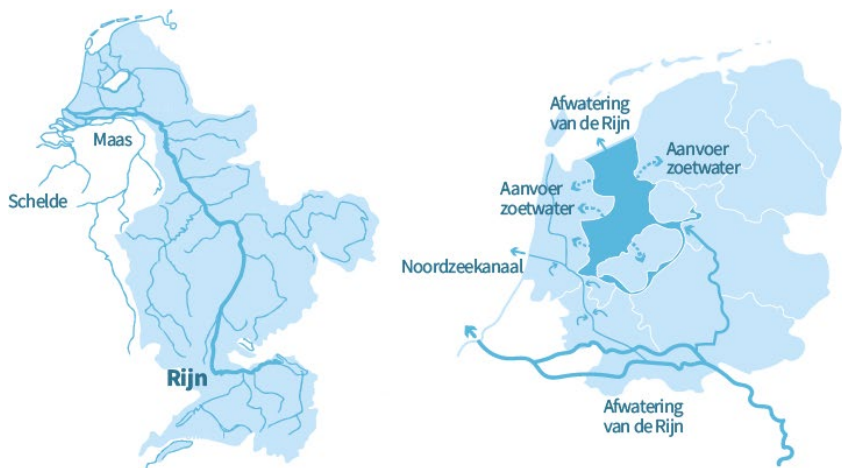 Maas
Schelde
Rijn
Afwatering
van de Rijn
Aanvoer
zoetwater
Aanvoer
zoetwater
Noordzeekanaal
Afwatering
van de Rijn